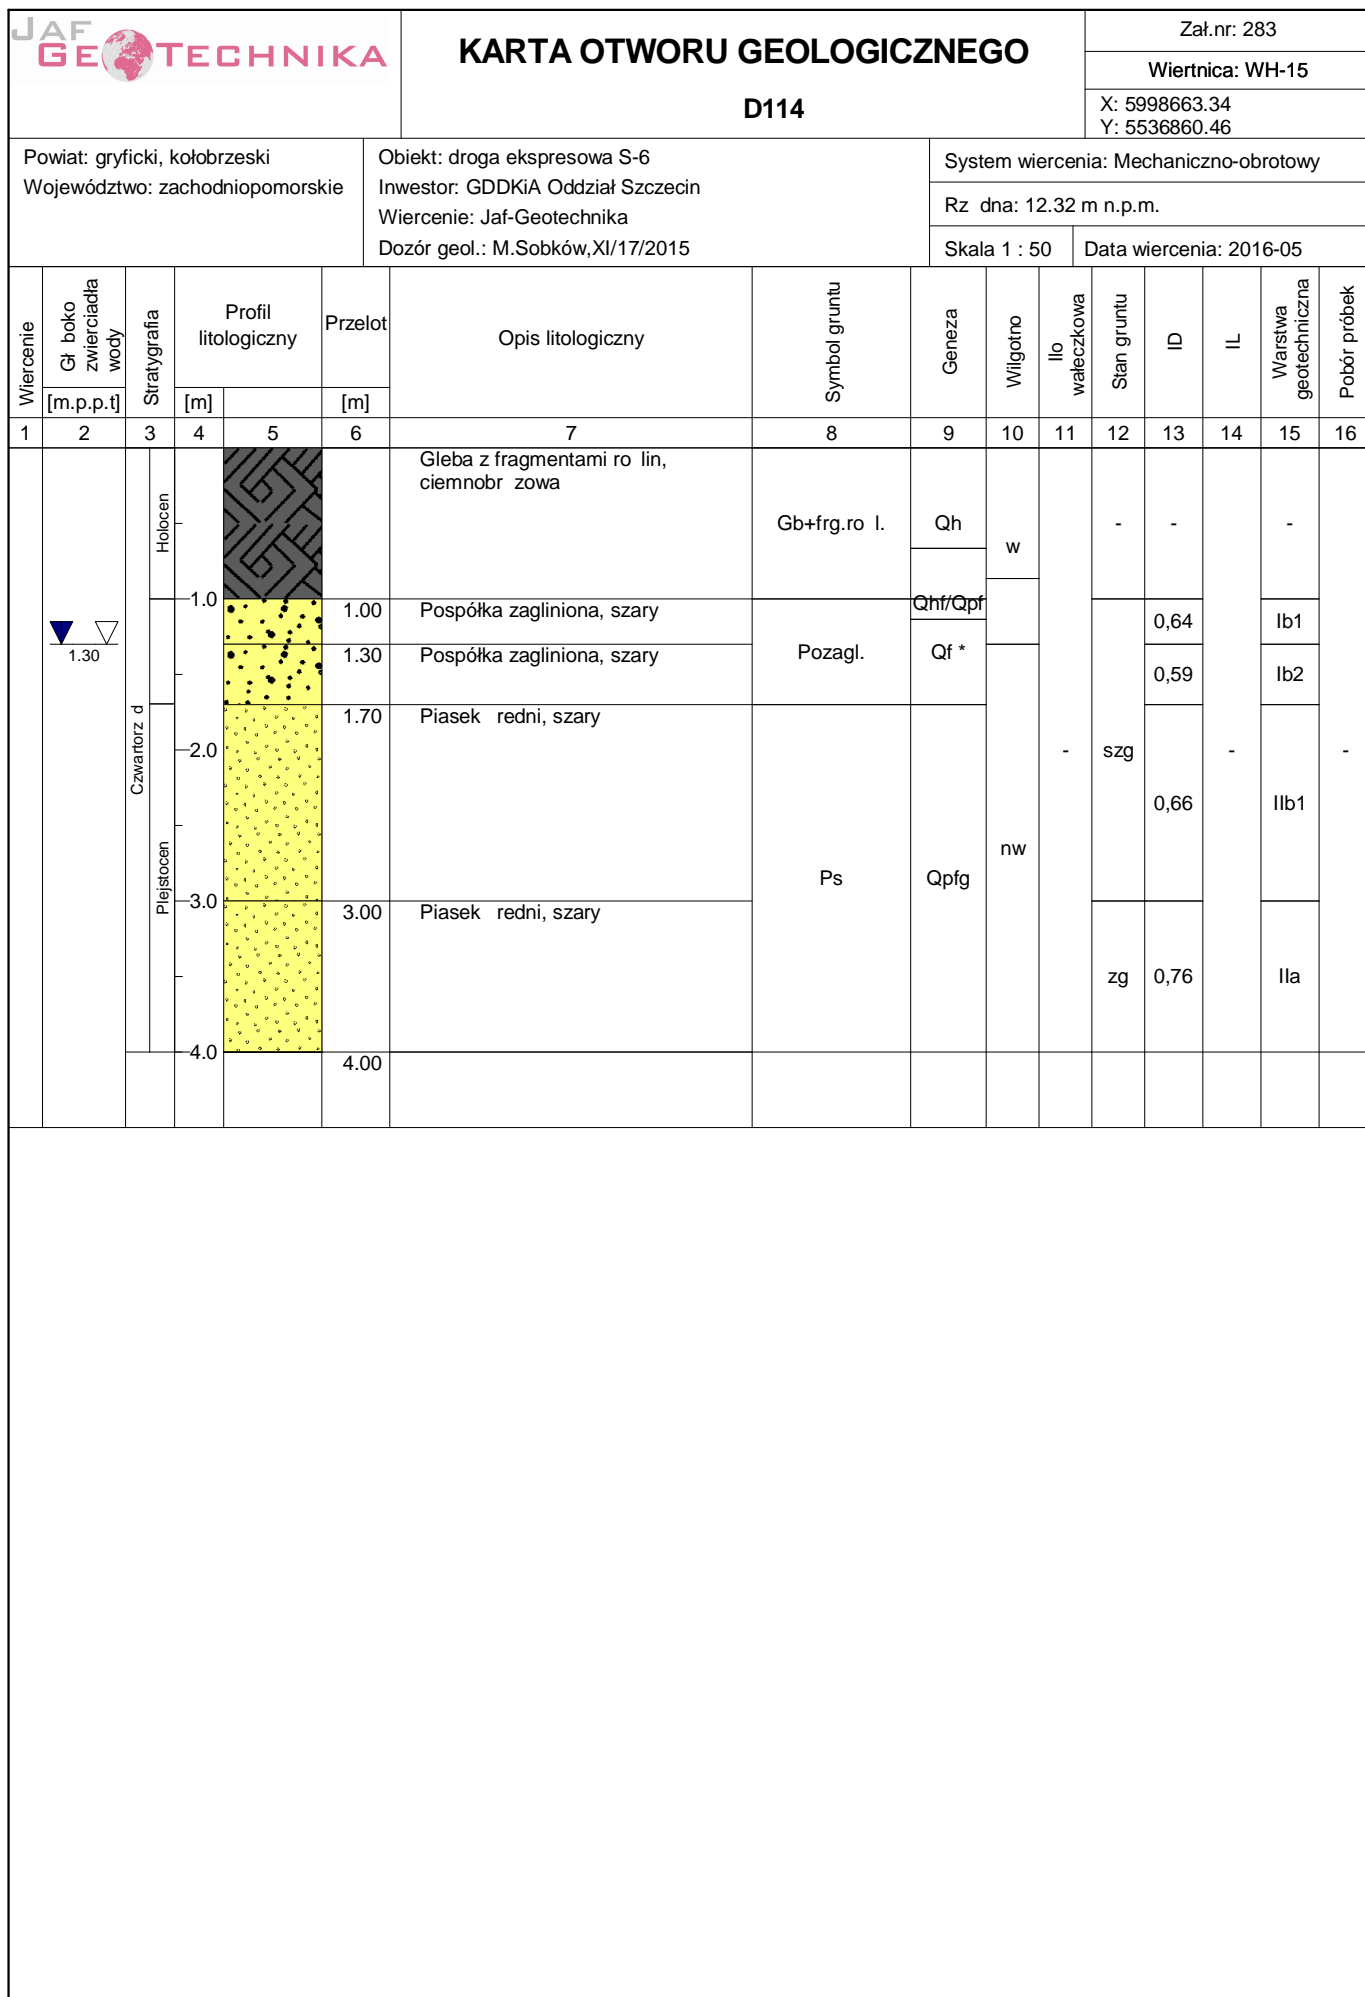 JAF
GEOTECHNIKA
KARTA OTWORU GEOLOGICZNEGO
D114
Zał.nr: 283
Wiertnica: WH-15
X: 5998663.34
Y: 5536860.46
Powiat: gryficki, kołobrzeski
Województwo: zachodniopomorskie
Obiekt: droga ekspresowa S-6
Inwestor: GDDKiA Oddział Szczecin
Wiercenie: Jaf-Geotechnika
Dozór geol.: M.Sobków,XI/17/2015
System wiercenia: Mechaniczno-obrotowy
Rz dna: 12.32 m n.p.m.
Skala 1 : 50
Data wiercenia: 2016-05
Wiercenie
Gł boko
zwierciadła
wody
[m.p.p.t]
Stratygrafia
Profil
litologiczny
[m]
Przelot
[m]
Opis litologiczny
Symbol gruntu
Geneza
Wilgotno
Ilo
wałeczkowa
Stan gruntu
ID
IL
Warstwa
geotechniczna
Pobór próbek
1 2 3 4 5 6 7 8 9 10 11 12 13 14 15 16
Holocen
Gleba z fragmentami ro lin,
ciemnobr zowa
Gb+frg.ro l.
Qh
w
- - -
1.0
1.00
Pospółka zagliniona, szary
Qhf/Qpf
0,64
Ib1
1.30
1.30
Pospółka zagliniona, szary
Pozagl.
Qf *
0,59
Ib2
Czwartorz d
Plejstocen
1.70
Piasek redni, szary
2.0
-
szg
-
-
0,66
IIb1
nw
Ps
Qpfg
3.0
3.00
Piasek redni, szary
zg
0,76
IIa
4.0
4.00